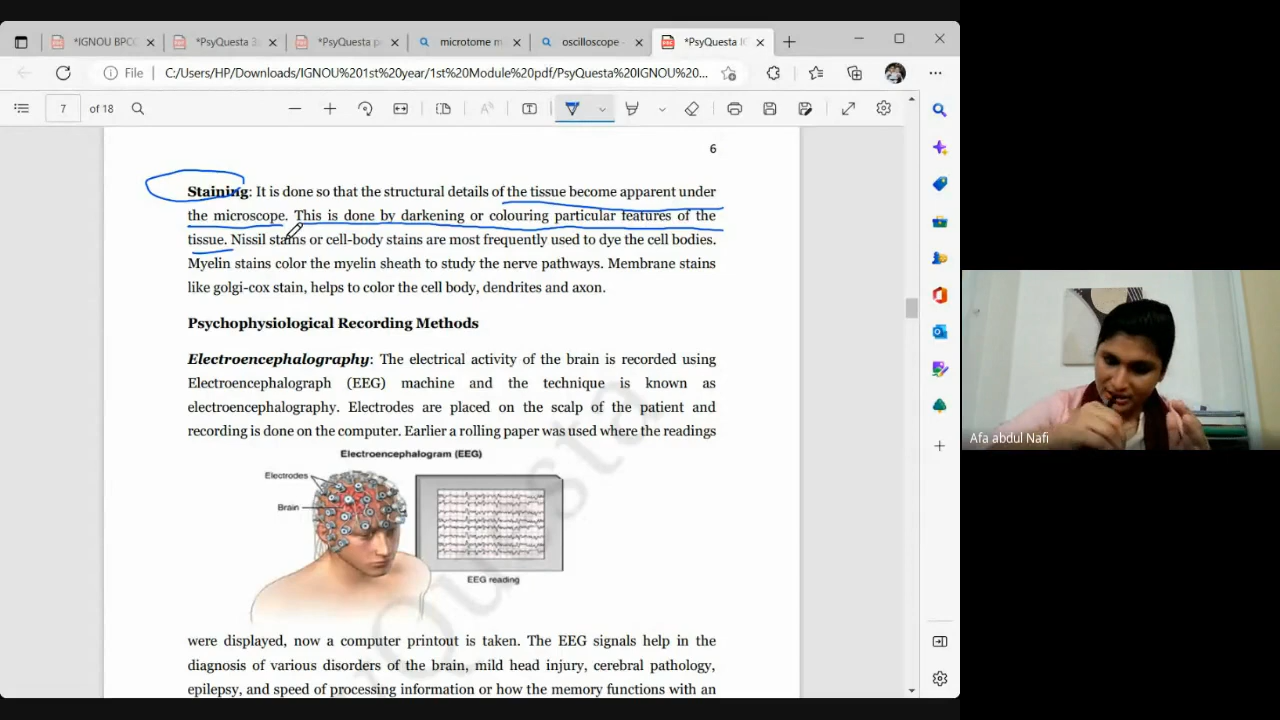 *IGNOU BPCC
*PsyQuesta 3
*PsyQuesta p
microtome m
oscilloscope -
*PsyQuesta I
File
C:/Users/HP/Downloads/IGNOU%201st%20year/1st%20Module%20pdf/PsyQuesta%20IGNOU%20...
7 of 18
6
Staining: It is done so that the structural details of the tissue become apparent under
the microscope. This is done by darkening or colouring particular features of the
tissue. Nissil stains or cell-body stains are most frequently used to dye the cell bodies.
Myelin stains color the myelin sheath to study the nerve pathways. Membrane stains
like golgi-cox stain, helps to color the cell body, dendrites and axon.
Psychophysiological Recording Methods
Electroencephalography: The electrical activity of the brain is recorded using
Electroencephalograph (EEG) machine and the technique is known as
electroencephalography. Electrodes are placed on the scalp of the patient and
recording is done on the computer. Earlier a rolling paper was used where the readings
Electroencephalogram (EEG)
Electrodes
Brain
EEG reading
were displayed, now a computer printout is taken. The EEG signals help in the
diagnosis of various disorders of the brain, mild head injury, cerebral pathology,
epilepsy, and speed of processing information or how the memory functions with an
Afa abdul Nafi